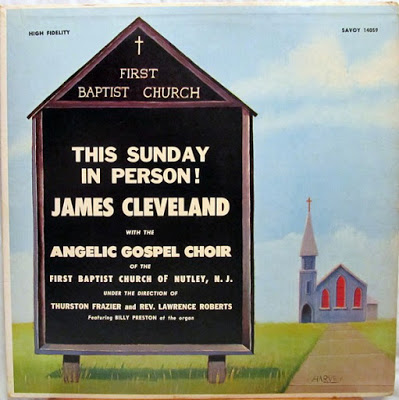 HIGH FIDELITY
SAVOY 14059
FIRST
BAPTIST CHURCH
THIS SUNDAY
IN PERSON!
JAMES CLEVELAND
WITH THE
ANGELIC GOSPEL CHOIR
OF THE
FIRST BAPTIST CHURCH OF NUTLEY, N. J.
UNDER THE DIRECTION OF
THURSTON FRAZIER and REV. LAWRENCE ROBERTS
Featuring BILLY PRESTON at the organ
HARVEY